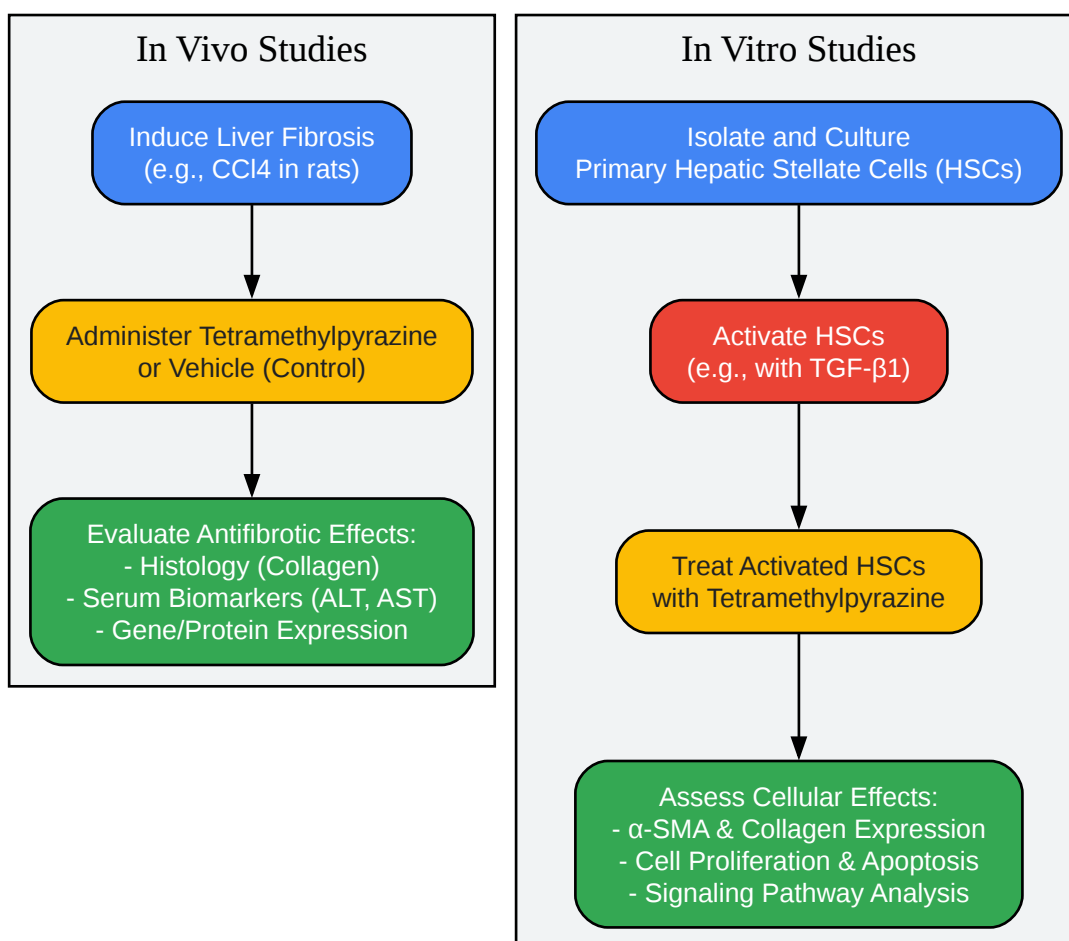 In Vivo Studies
Induce Liver Fibrosis
(e.g., CCl4 in rats)
Administer Tetramethylpyrazine
or Vehicle (Control)
Evaluate Antifibrotic Effects:
- Histology (Collagen)
- Serum Biomarkers (ALT, AST)
- Gene/Protein Expression
In Vitro Studies
Isolate and Culture
Primary Hepatic Stellate Cells (HSCs)
Activate HSCs
(e.g., with TGF-β1)
Treat Activated HSCs
with Tetramethylpyrazine
Assess Cellular Effects:
- α-SMA & Collagen Expression
- Cell Proliferation & Apoptosis
- Signaling Pathway Analysis